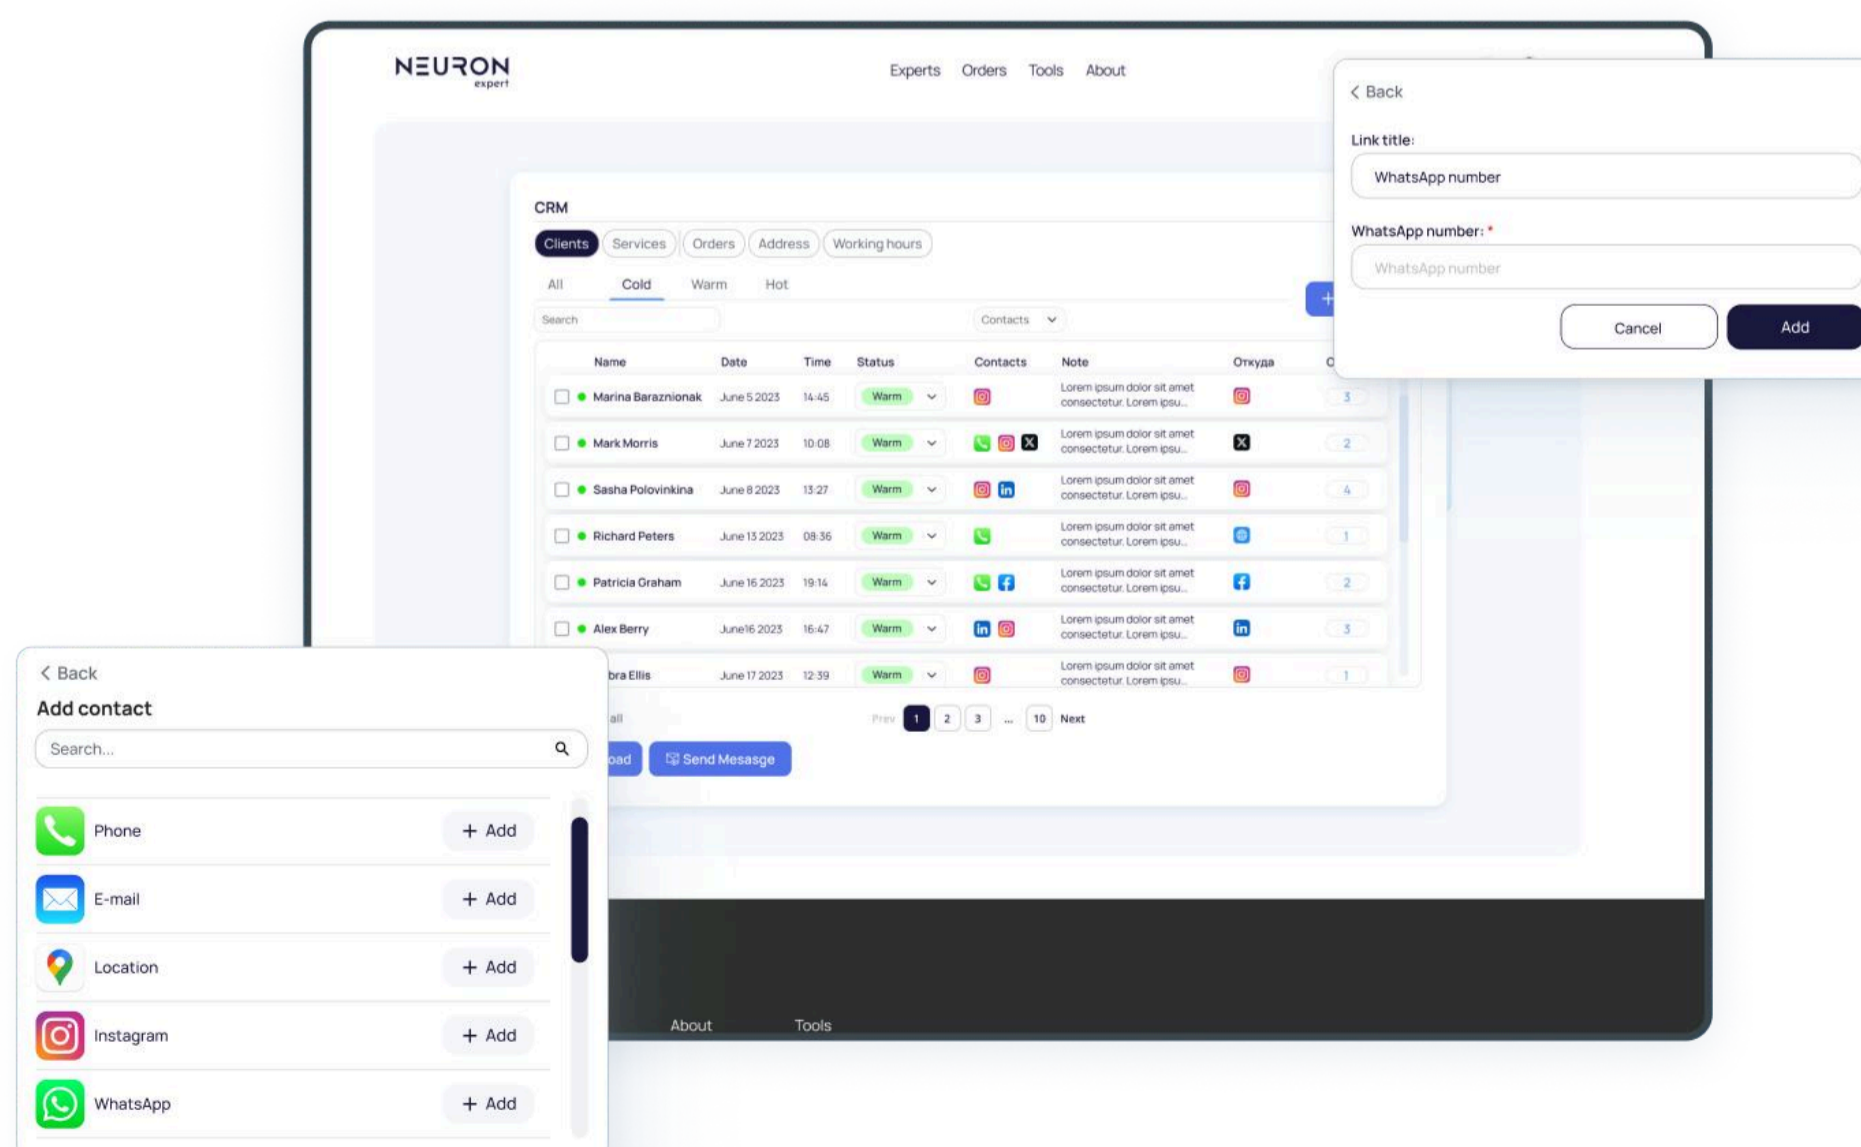 NEURON
expert
Experts Orders Tools About
CRM
Clients Services Orders Address Working hours
All Cold Warm Hot
Search Contacts
Name Date Time Status Contacts Note Откуда
Marina Baraznionak June 5 2023 14:45 Warm Lorem ipsum dolor sit amet 3
consectetur. Lorem ipsu...
Mark Morris June 7 2023 10:08 Warm Lorem ipsum dolor sit amet 2
consectetur. Lorem ipsu...
Sasha Polovinkina June 8 2023 13:27 Warm Lorem ipsum dolor sit amet 4
consectetur. Lorem ipsu...
Richard Peters June 13 2023 08:36 Warm Lorem ipsum dolor sit amet 1
consectetur. Lorem ipsu...
Patricia Graham June 16 2023 19:14 Warm Lorem ipsum dolor sit amet 2
consectetur. Lorem ipsu...
Alex Berry June16 2023 16:47 Warm Lorem ipsum dolor sit amet 3
consectetur. Lorem ipsu...
bra Ellis June 17 2023 12:39 Warm Lorem ipsum dolor sit amet 1
consectetur. Lorem ipsu...
all Prev 1 2 3 ... 10 Next
oad Send Mesasge
About Tools
< Back
Link title:
WhatsApp number
WhatsApp number: *
WhatsApp number
Cancel Add
< Back
Add contact
Search...
Phone + Add
E-mail + Add
Location + Add
Instagram + Add
WhatsApp + Add